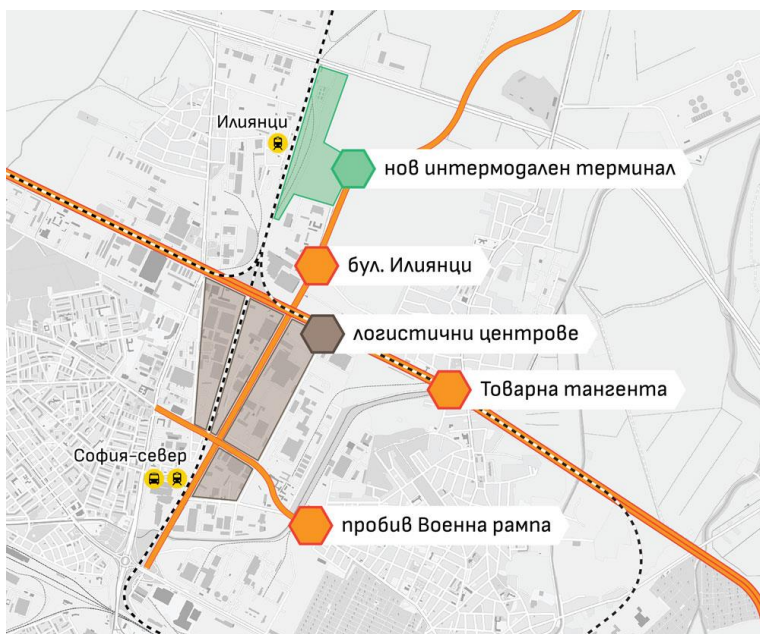 Илиянци
нов интермодален терминал
бул. Илиянци
логистични центрове
Товарна тангента
София-север
пробив Военна рампа